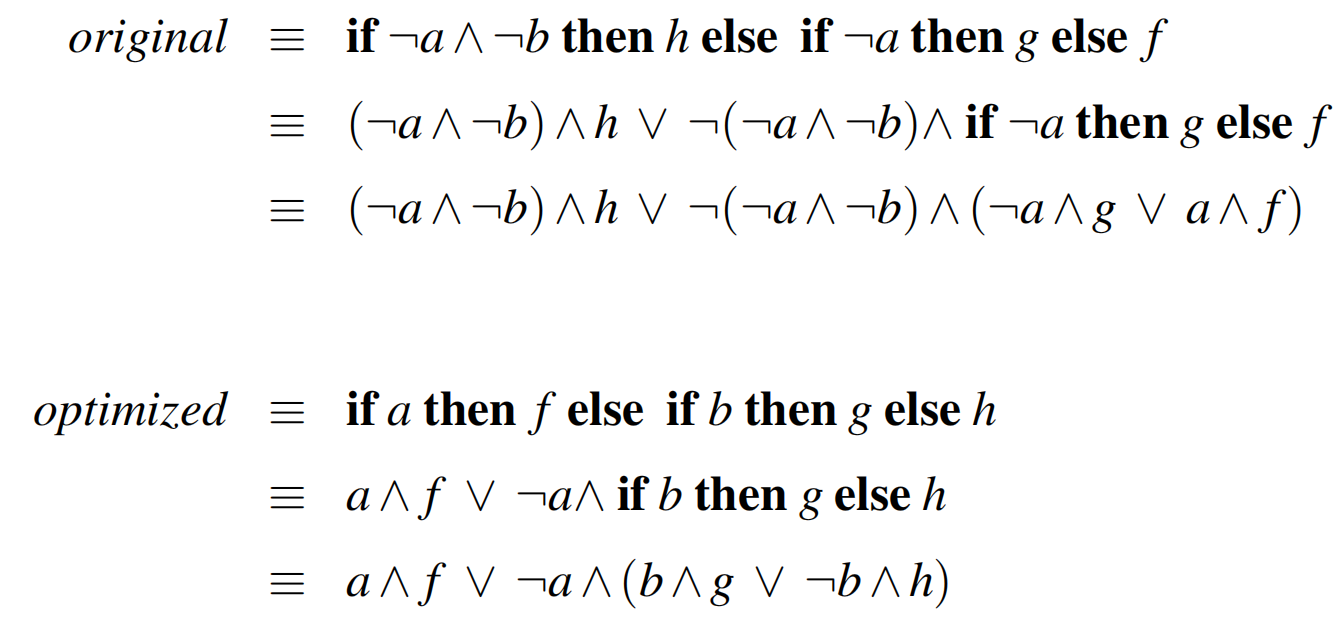 original ≡ if ¬a ∧ ¬b then h else if ¬a then g else f
≡ (¬a ∧ ¬b) ∧ h ∨ ¬(¬a ∧ ¬b) ∧ if ¬a then g else f
≡ (¬a ∧ ¬b) ∧ h ∨ ¬(¬a ∧ ¬b) ∧ (¬a ∧ g ∨ a ∧ f)
optimized ≡ if a then f else if b then g else h
≡ a ∧ f ∨ ¬a ∧ if b then g else h
≡ a ∧ f ∨ ¬a ∧ (b ∧ g ∨ ¬b ∧ h)